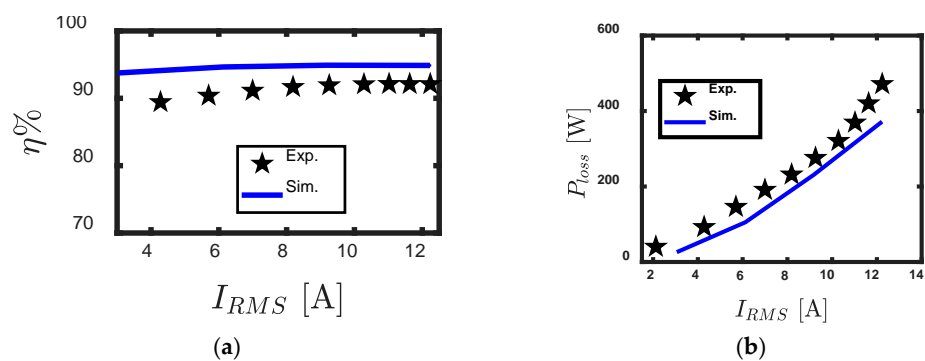 100
90
80
70
η%
Exp.
Sim.
4 6 8 10 12
I_RMS [A]
(a)
600
400
200
0
P_loss [W]
Exp.
Sim.
2 4 6 8 10 12 14
I_RMS [A]
(b)